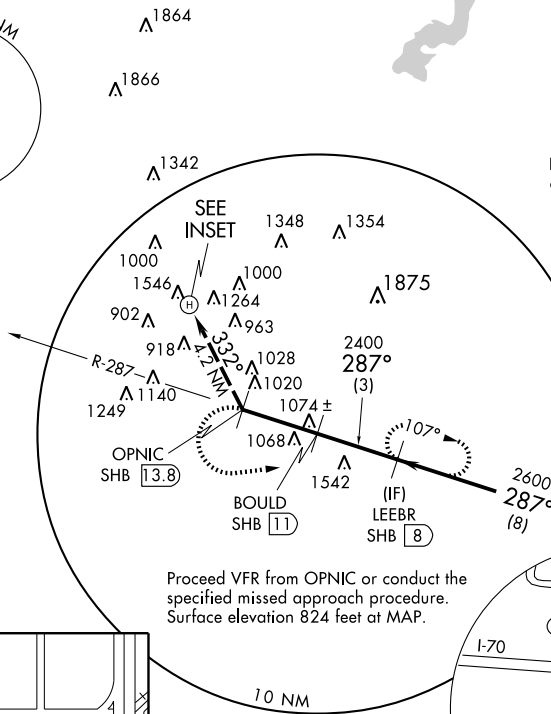 NM
1864
1866
1342
SEE
INSET
1348
1354
1000
1546
H
1000
1264
1875
902
963
2400
287°
(3)
918
332°
4.2 NM
1028
1020
R-287
1140
1249
1074 ±
1068
107°
OPNIC
SHB 13.8
1542
BOULD
SHB 11
(IF)
LEEBR
SHB 8
2600
287°
(8)
Proceed VFR from OPNIC or conduct the
specified missed approach procedure.
Surface elevation 824 feet at MAP.
I-70
10 NM
4